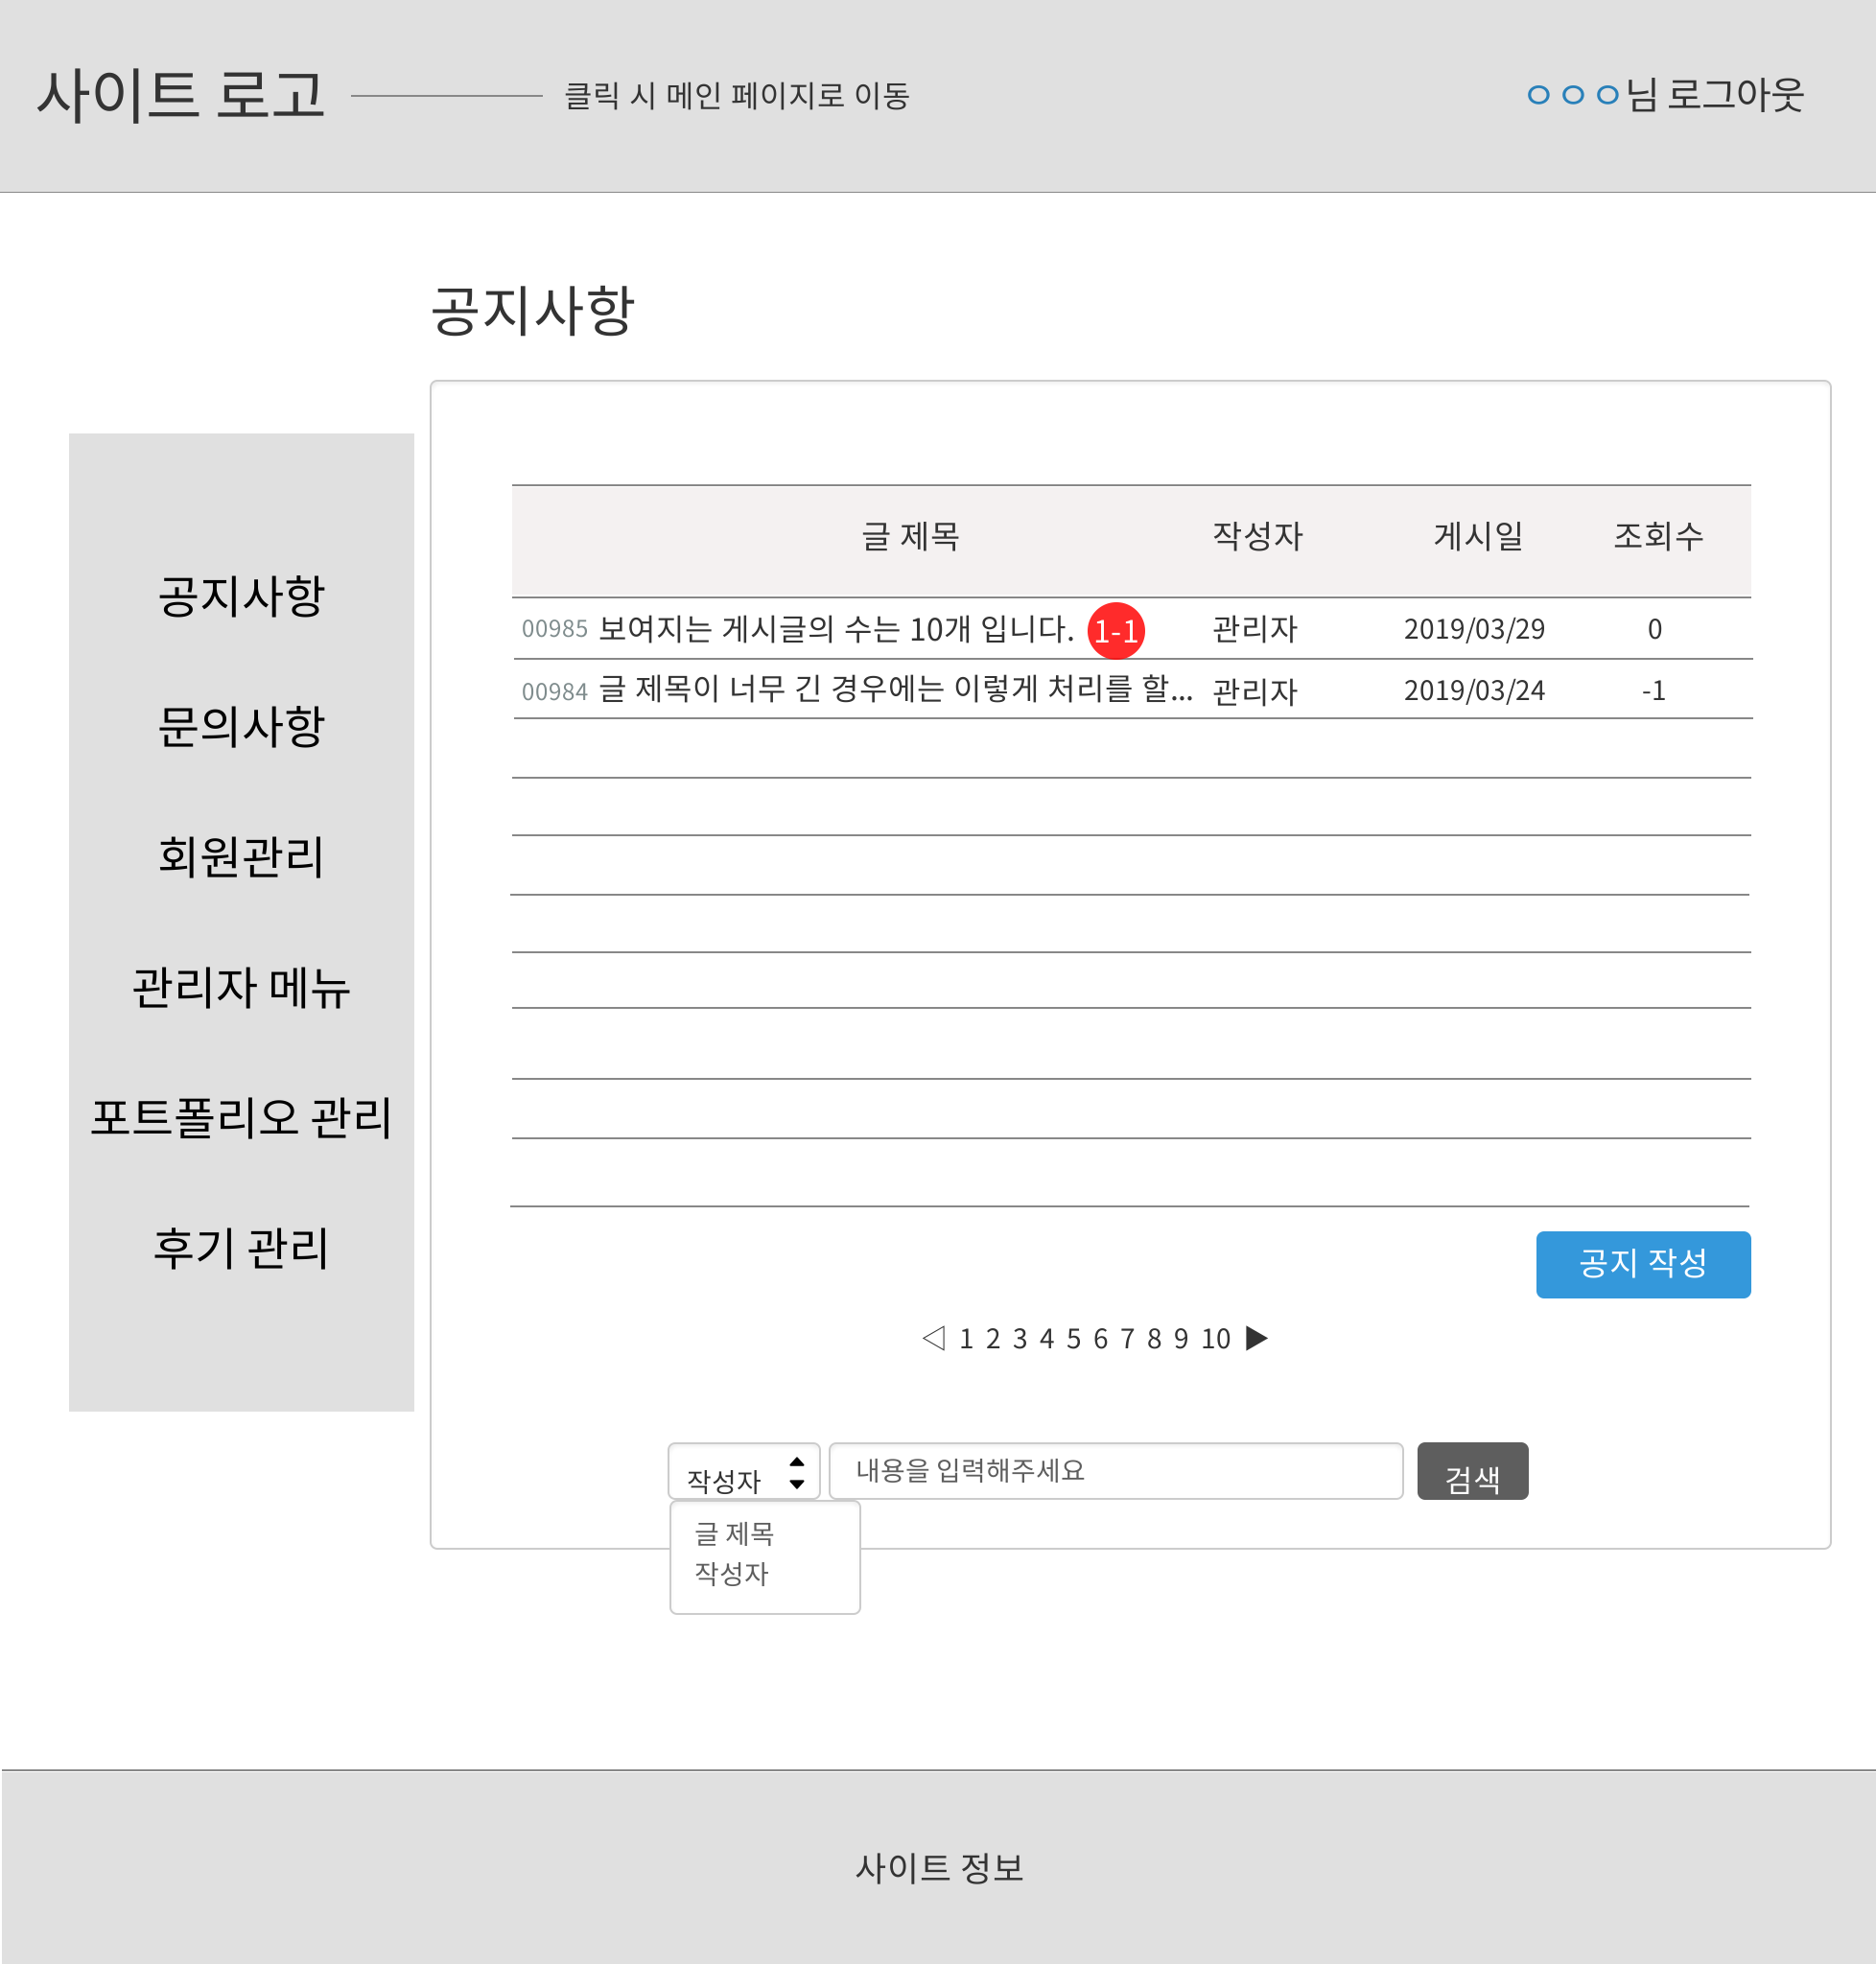 사이트 로고 클릭 시 메인 페이지로 이동 ㅇㅇㅇ님 로그아웃
공지사항
공지사항
문의사항
회원관리
관리자 메뉴
포트폴리오 관리
후기 관리
글 제목 작성자 게시일 조회수
00985 보여지는 게시글의 수는 10개 입니다. 1-1 관리자 2019/03/29 0
00984 글 제목이 너무 긴 경우에는 이렇게 처리를 할... 관리자 2019/03/24 -1
공지 작성
◁ 1 2 3 4 5 6 7 8 9 10 ▶
작성자 내용을 입력해주세요 검색
글 제목
작성자
사이트 정보